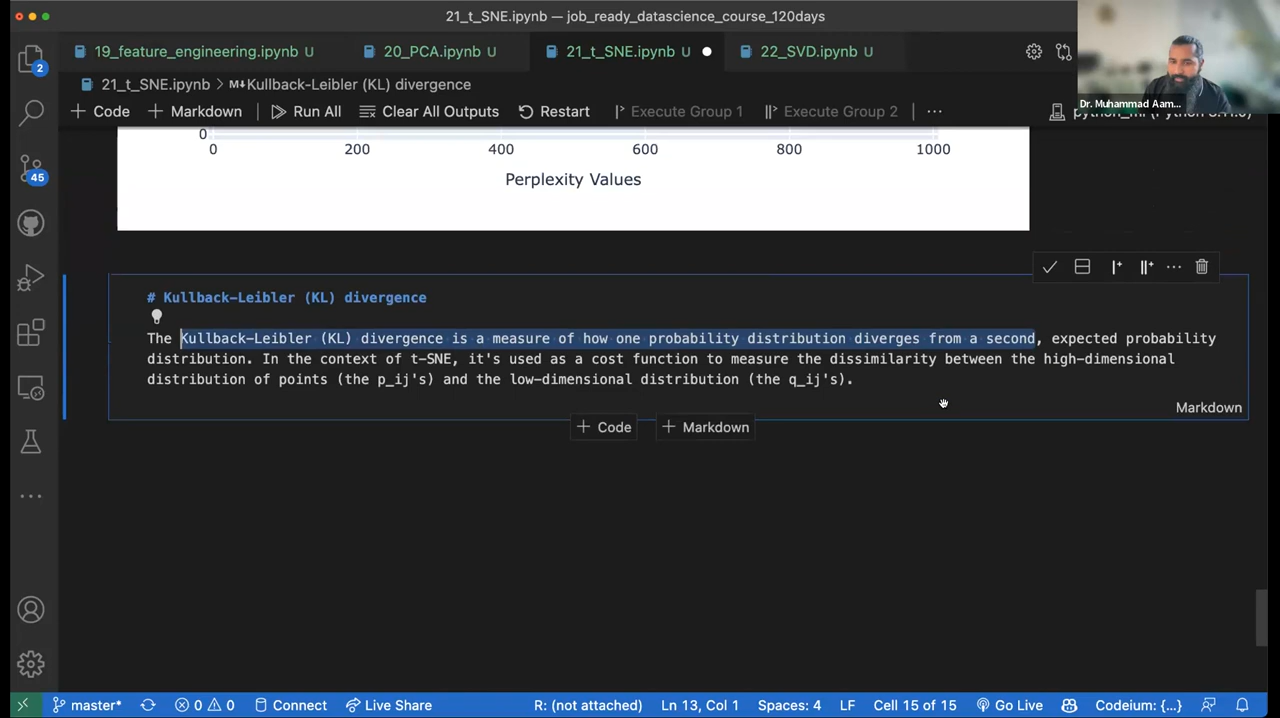 21_t_SNE.ipynb — job_ready_datascience_course_120days
19_feature_engineering.ipynb U
20_PCA.ipynb U
21_t_SNE.ipynb U
22_SVD.ipynb U
21_t_SNE.ipynb > M↓Kullback-Leibler (KL) divergence
Dr. Muhammad Aam...
+ Code + Markdown Run All Clear All Outputs Restart Execute Group 1 Execute Group 2 ...
2
45
0
0 200 400 600 800 1000
Perplexity Values
# Kullback-Leibler (KL) divergence
The Kullback-Leibler (KL) divergence is a measure of how one probability distribution diverges from a second, expected probability
distribution. In the context of t-SNE, it's used as a cost function to measure the dissimilarity between the high-dimensional
distribution of points (the p_ij's) and the low-dimensional distribution (the q_ij's).
Markdown
+ Code + Markdown
master* 0 0 Connect Live Share R: (not attached) Ln 13, Col 1 Spaces: 4 LF Cell 15 of 15 Go Live Codeium: {...}